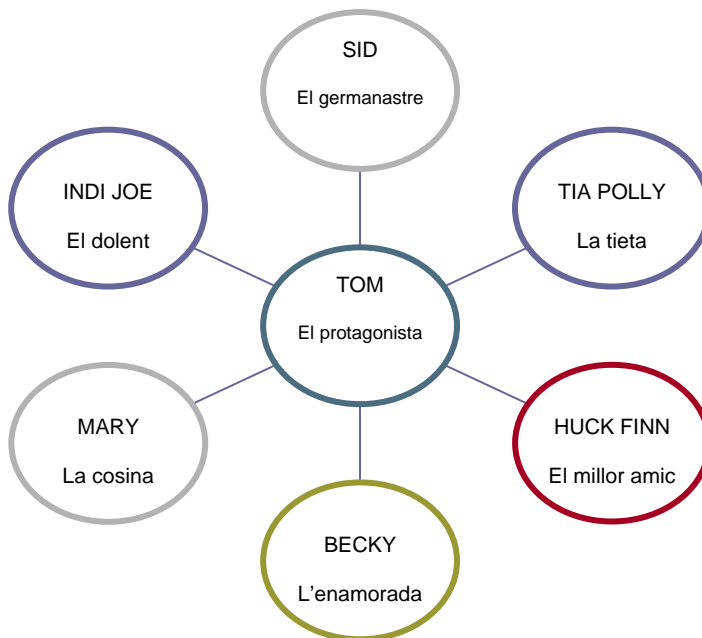 SID
El germanastre
INDI JOE
El dolent
TIA POLLY
La tieta
TOM
El protagonista
MARY
La cosina
HUCK FINN
El millor amic
BECKY
L'enamorada